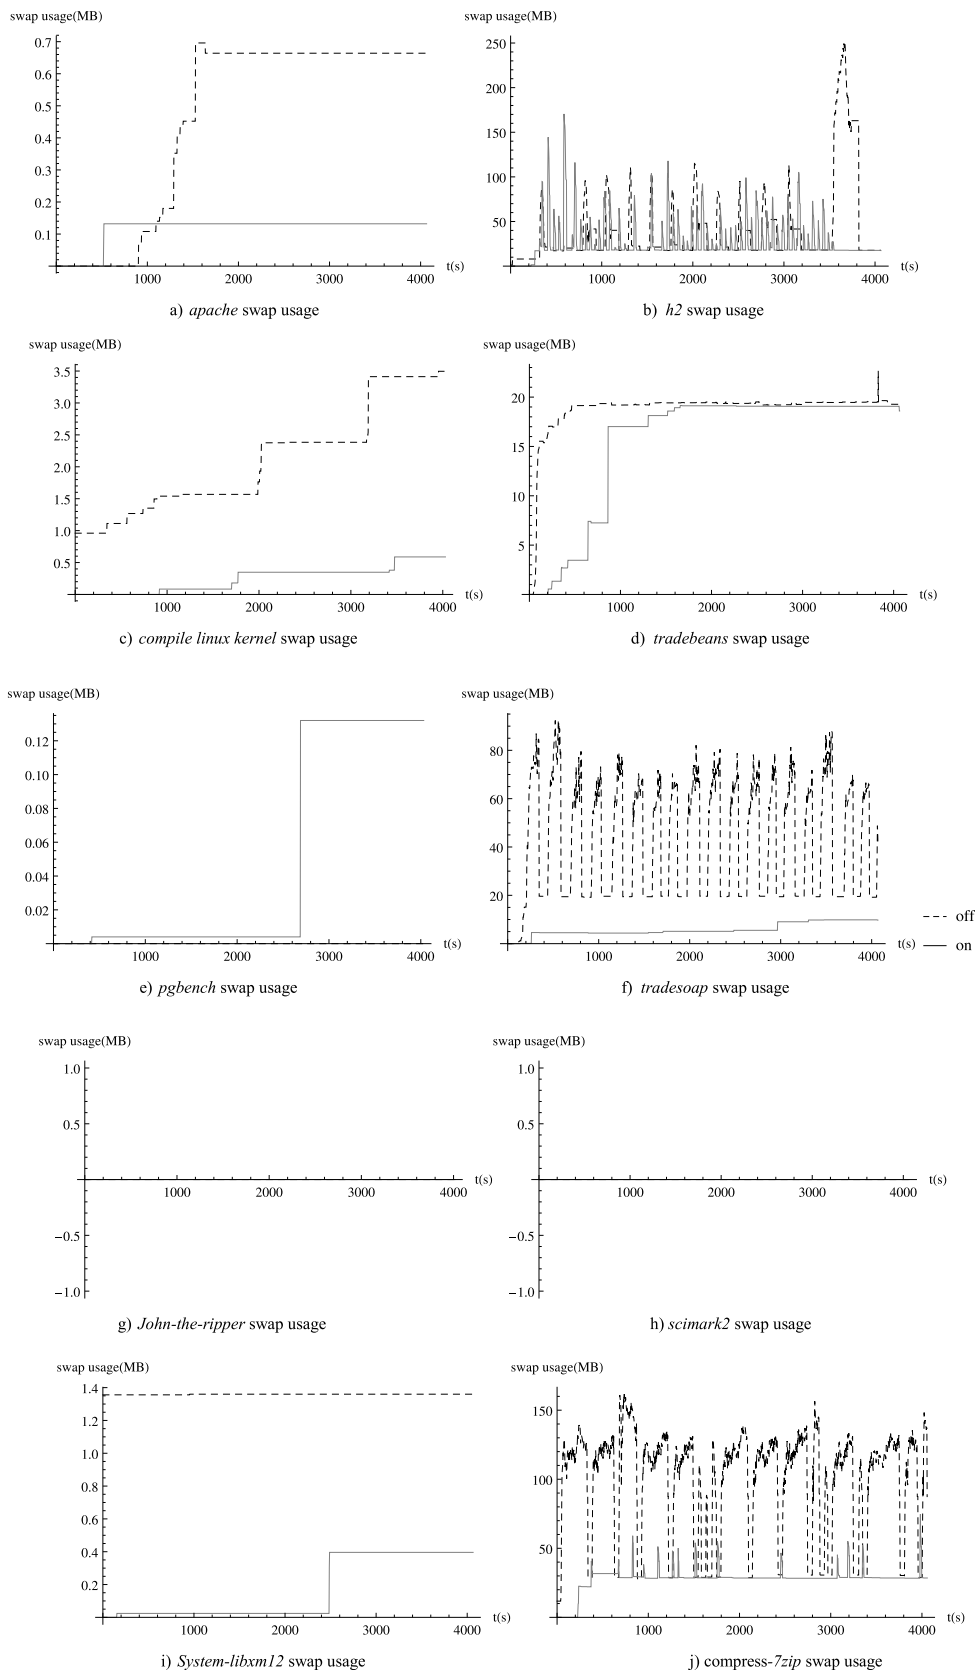 swap usage(MB)
0.7
0.6
0.5
0.4
0.3
0.2
0.1
1000 2000 3000 4000
t(s)
a) apache swap usage
swap usage(MB)
250
200
150
100
50
1000 2000 3000 4000
t(s)
b) h2 swap usage
swap usage(MB)
3.5
3.0
2.5
2.0
1.5
1.0
0.5
1000 2000 3000 4000
t(s)
c) compile linux kernel swap usage
swap usage(MB)
20
15
10
5
1000 2000 3000 4000
t(s)
d) tradebeans swap usage
swap usage(MB)
0.12
0.10
0.08
0.06
0.04
0.02
1000 2000 3000 4000
t(s)
e) pgbench swap usage
swap usage(MB)
80
60
40
20
1000 2000 3000 4000
t(s)
f) tradesoap swap usage
off
on
swap usage(MB)
1.0
0.5
−0.5
−1.0
1000 2000 3000 4000
t(s)
g) John-the-ripper swap usage
swap usage(MB)
1.0
0.5
−0.5
−1.0
1000 2000 3000 4000
t(s)
h) scimark2 swap usage
swap usage(MB)
1.4
1.2
1.0
0.8
0.6
0.4
0.2
1000 2000 3000 4000
t(s)
i) System-libxm12 swap usage
swap usage(MB)
150
100
50
1000 2000 3000 4000
t(s)
j) compress-7zip swap usage